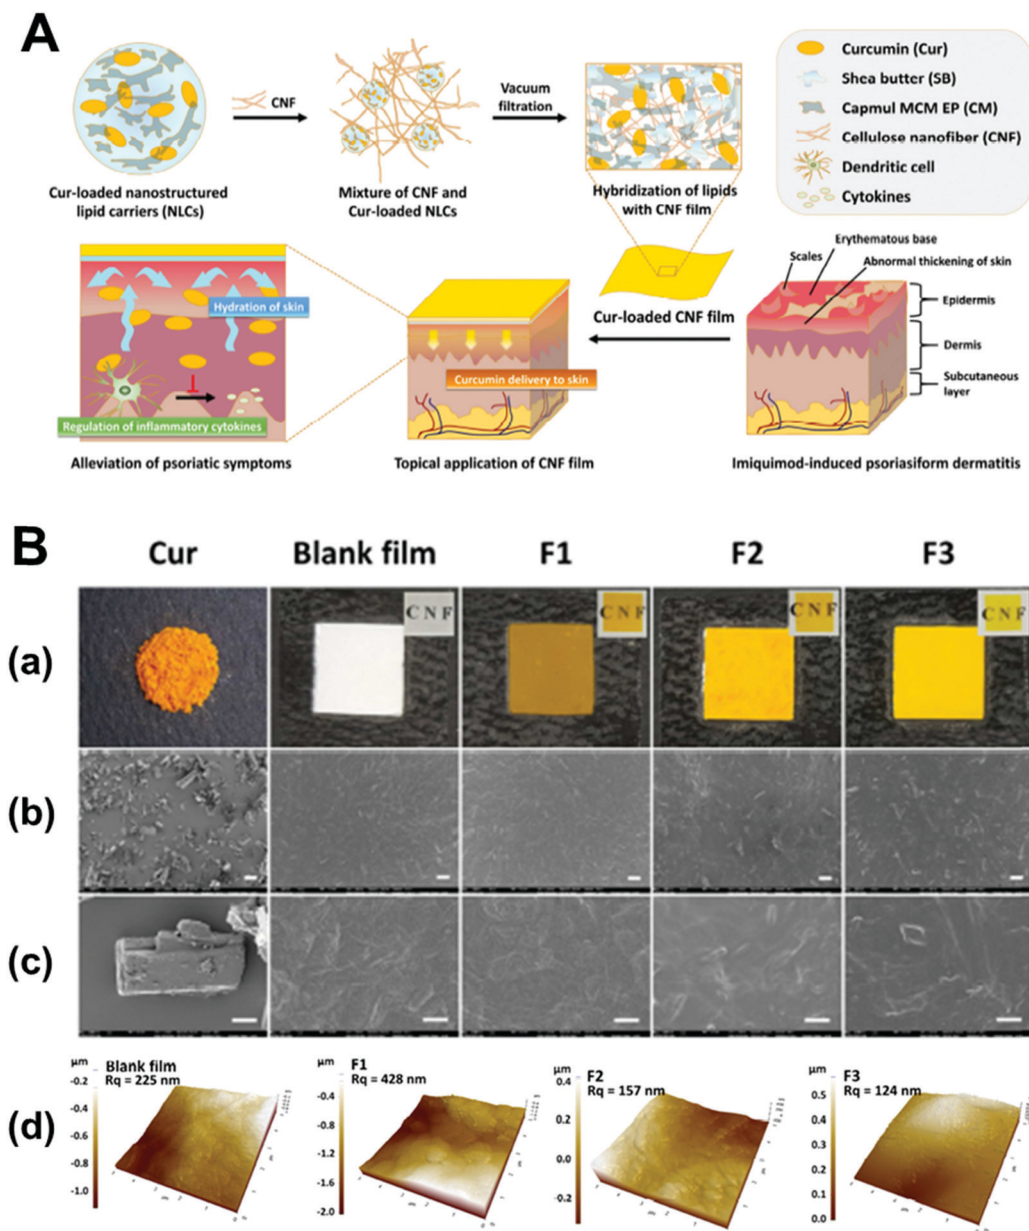 A
CNF
Vacuum
filtration
Cur-loaded nanostructured
lipid carriers (NLCs)
Mixture of CNF and
Cur-loaded NLCs
Hybridization of lipids
with CNF film
Curcumin (Cur)
Shea butter (SB)
Capmul MCM EP (CM)
Cellulose nanofiber (CNF)
Dendritic cell
Cytokines
Hydration of skin
Regulation of inflammatory cytokines
Alleviation of psoriatic symptoms
Curcumin delivery to skin
Topical application of CNF film
Cur-loaded CNF film
Scales
Erythematous base
Abnormal thickening of skin
Epidermis
Dermis
Subcutaneous
layer
Imiquimod-induced psoriasiform dermatitis
B
Cur
Blank film
F1
F2
F3
(a)
CNF
CNF
CNF
CNF
(b)
(c)
(d)
µm
Blank film
Rq = 225 nm
-0.2
-0.4
-0.6
-0.8
-1.0
µm
F1
Rq = 428 nm
-0.8
-1.2
-1.6
-2.0
µm
F2
Rq = 157 nm
0.4
0.2
0.0
-0.2
µm
F3
Rq = 124 nm
0.5
0.4
0.3
0.2
0.1
0.0